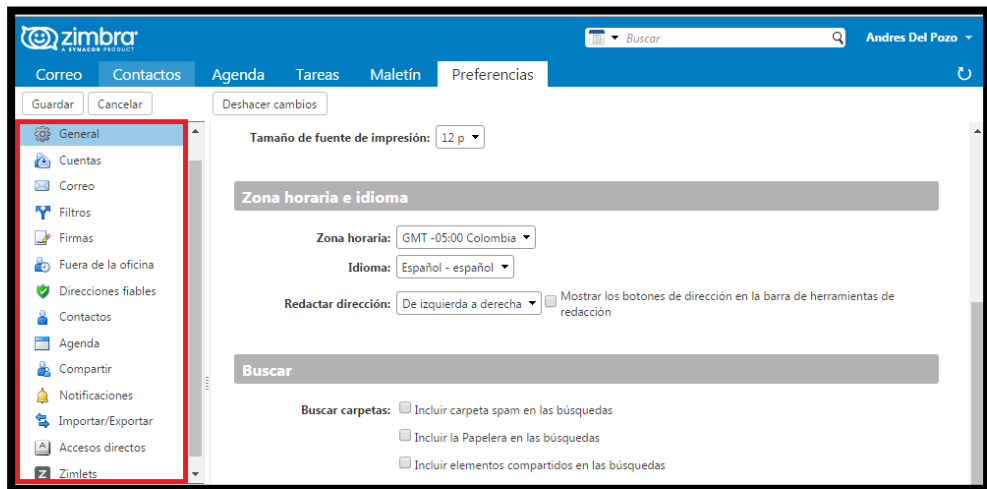 zimbra
A SYNACOR PRODUCT
Buscar
Andres Del Pozo
Correo Contactos Agenda Tareas Maletín Preferencias
Guardar Cancelar Deshacer cambios
General
Cuentas
Correo
Filtros
Firmas
Fuera de la oficina
Direcciones fiables
Contactos
Agenda
Compartir
Notificaciones
Importar/Exportar
A Accesos directos
Z Zimlets
Tamaño de fuente de impresión: 12 p
Zona horaria e idioma
Zona horaria: GMT -05:00 Colombia
Idioma: Español - español
Redactar dirección: De izquierda a derecha Mostrar los botones de dirección en la barra de herramientas de
redacción
Buscar
Buscar carpetas: Incluir carpeta spam en las búsquedas
Incluir la Papelera en las búsquedas
Incluir elementos compartidos en las búsquedas